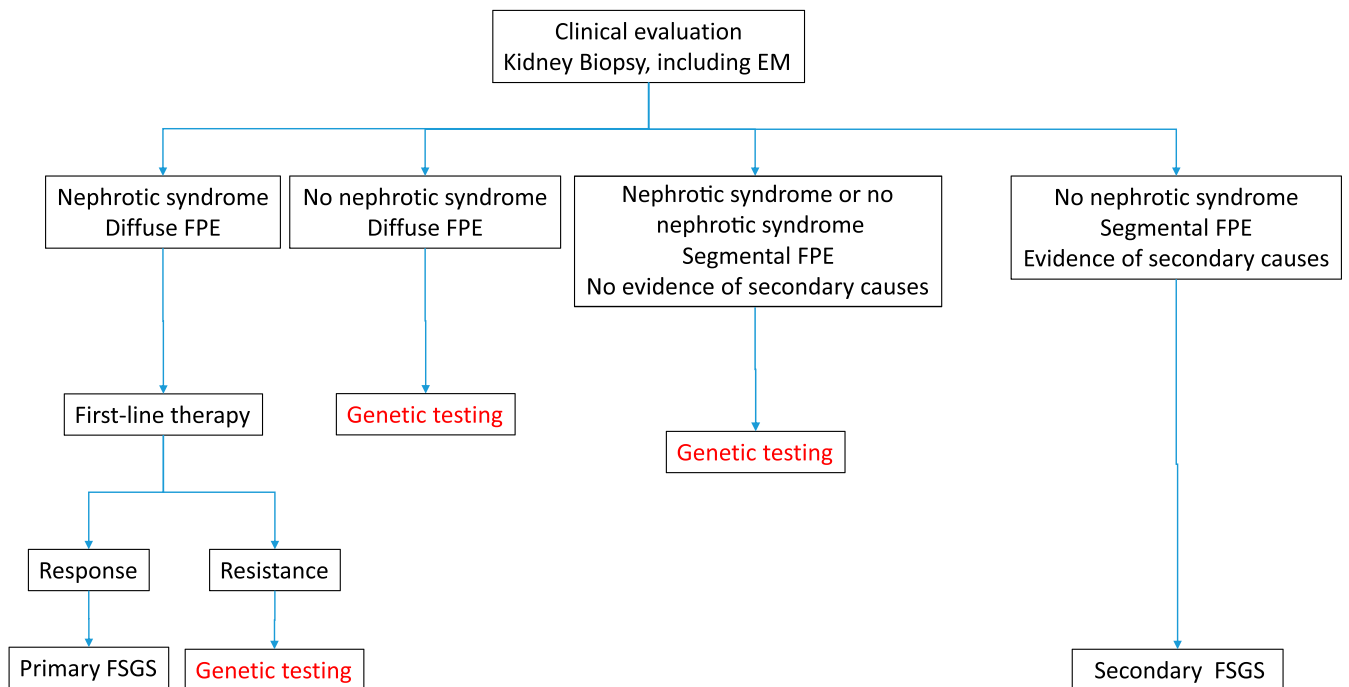 Clinical evaluation
Kidney Biopsy, including EM
Nephrotic syndrome
Diffuse FPE
No nephrotic syndrome
Diffuse FPE
Nephrotic syndrome or no
nephrotic syndrome
Segmental FPE
No evidence of secondary causes
No nephrotic syndrome
Segmental FPE
Evidence of secondary causes
First-line therapy
Genetic testing
Genetic testing
Response
Resistance
Primary FSGS
Genetic testing
Secondary FSGS